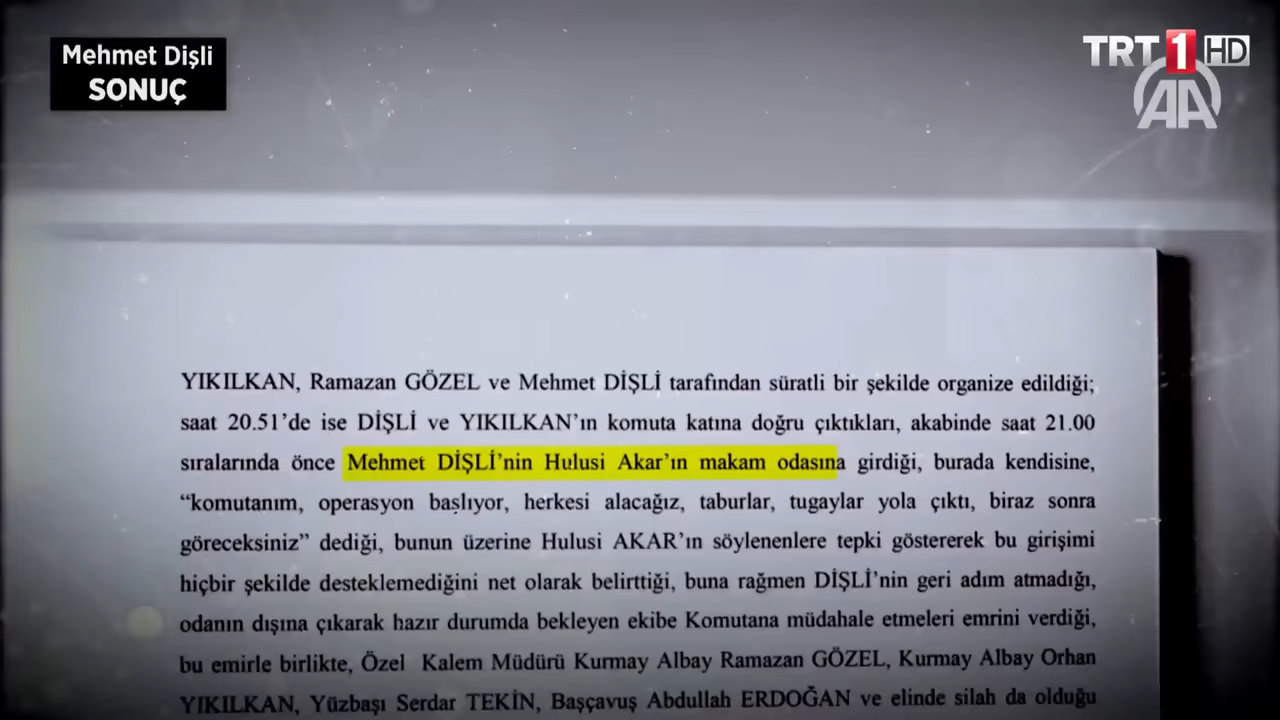 Mehmet Dişli
SONUÇ
TRT 1 HD
AA
YIKILKAN, Ramazan GÖZEL ve Mehmet DİŞLİ tarafından süratli bir şekilde organize edildiği;
saat 20.51’de ise DİŞLİ ve YIKILKAN’ın komuta katına doğru çıktıkları, akabinde saat 21.00
sıralarında önce Mehmet DİŞLİ’nin Hulusi Akar’ın makam odasına girdiği, burada kendisine,
“komutanım, operasyon başlıyor, herkesi alacağız, taburlar, tugaylar yola çıktı, biraz sonra
göreceksiniz” dediği, bunun üzerine Hulusi AKAR’ın söylenenlere tepki göstererek bu girişimi
hiçbir şekilde desteklemediğini net olarak belirttiği, buna rağmen DİŞLİ’nin geri adım atmadığı,
odanın dışına çıkarak hazır durumda bekleyen ekibe Komutana müdahale etmeleri emrini verdiği,
bu emirle birlikte, Özel Kalem Müdürü Kurmay Albay Ramazan GÖZEL, Kurmay Albay Orhan
YIKILKAN, Yüzbaşı Serdar TEKİN, Başçavuş Abdullah ERDOĞAN ve elinde silah da olduğu